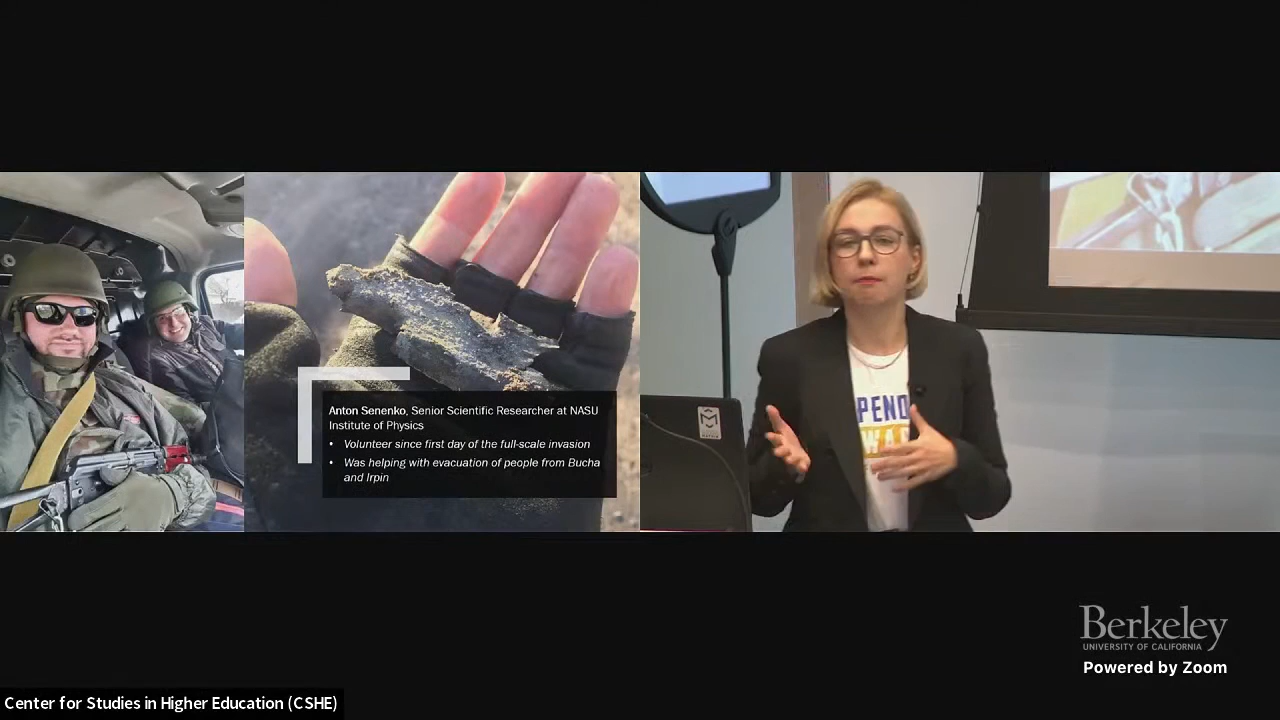 Anton Senenko, Senior Scientific Researcher at NASU
Institute of Physics
• Volunteer since first day of the full-scale invasion
• Was helping with evacuation of people from Bucha
and Irpin
Berkeley
UNIVERSITY OF CALIFORNIA
Powered by Zoom
Center for Studies in Higher Education (CSHE)